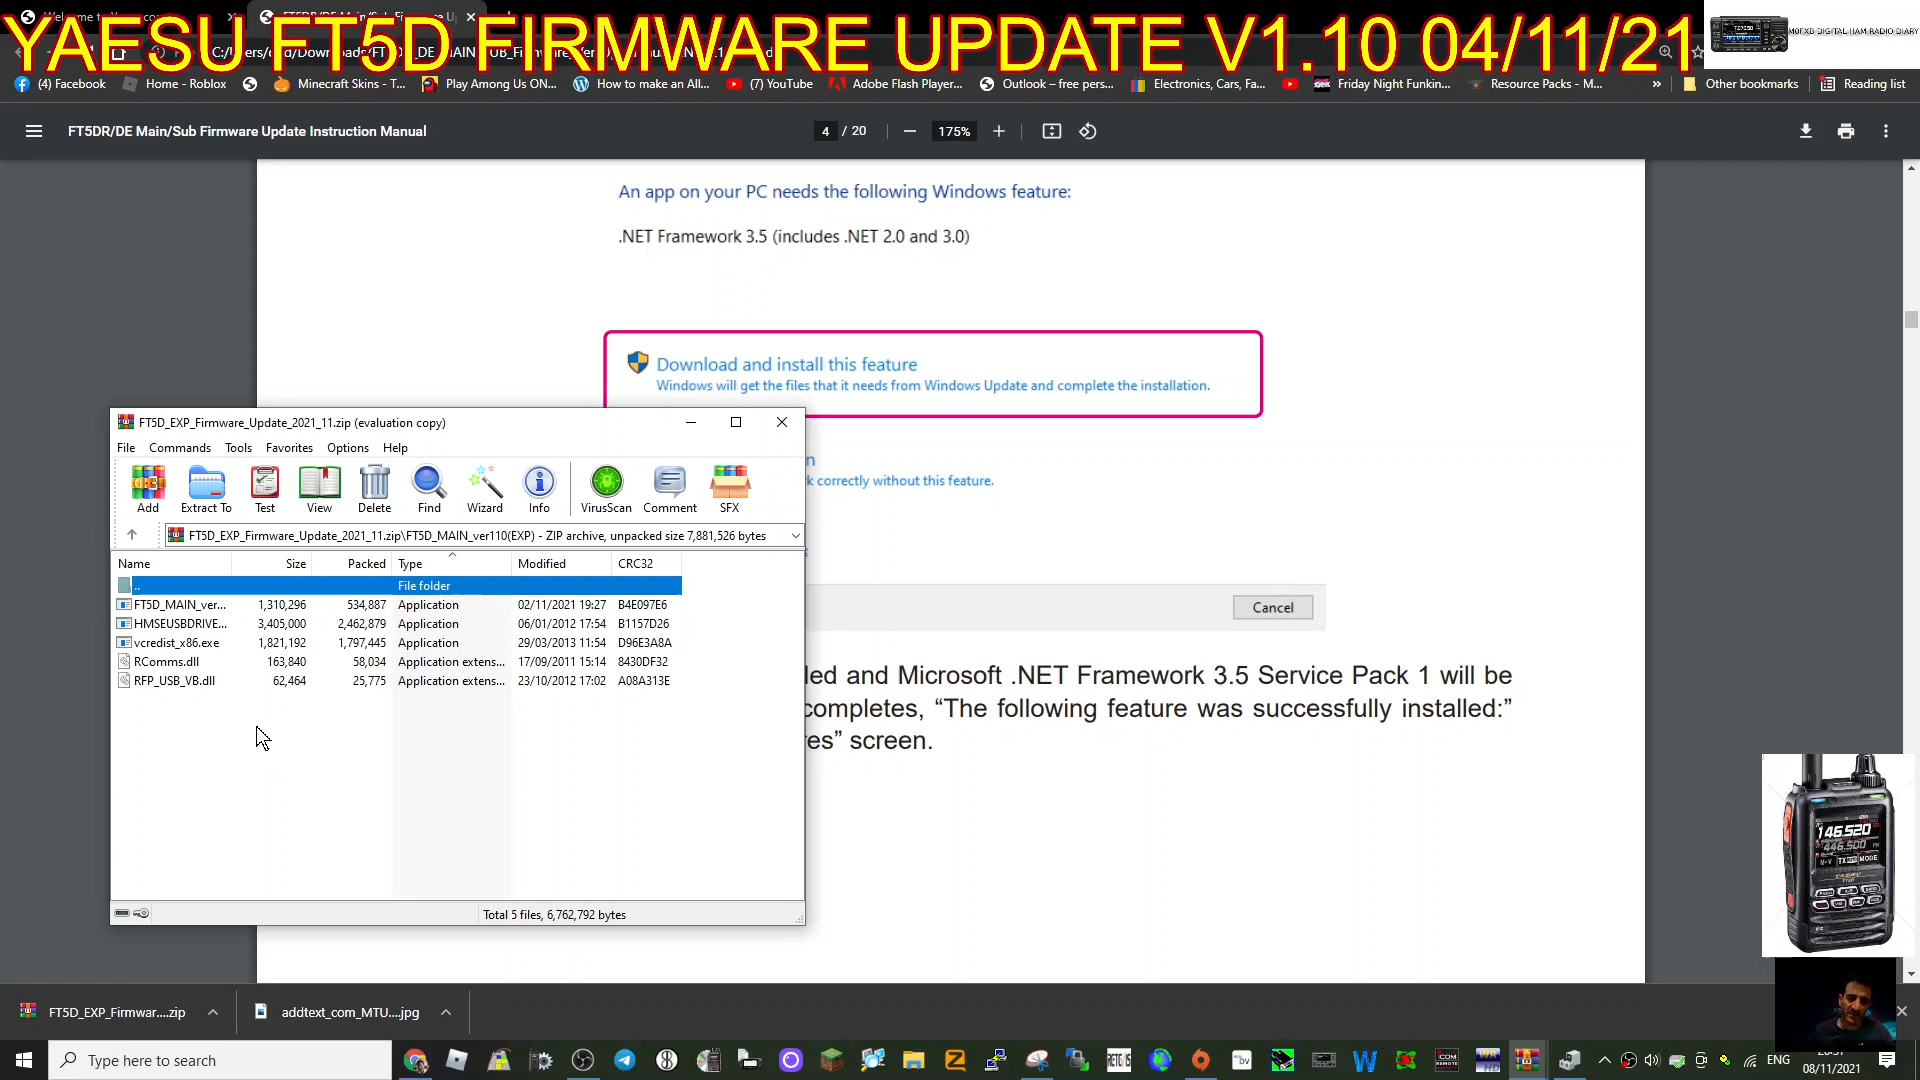 YAESU FT5D FIRMWARE UPDATE V1.10 04/11/21
M0FXB DIGITAL HAM RADIO DIARY
(4) Facebook
Home - Roblox
Minecraft Skins - T...
Play Among Us ON...
How to make an All...
(7) YouTube
Adobe Flash Player...
Outlook – free pers...
Electronics, Cars, Fa...
Friday Night Funkin...
Resource Packs - M...
»
Other bookmarks
Reading list
FT5DR/DE Main/Sub Firmware Update Instruction Manual
4 / 20
175%
An app on your PC needs the following Windows feature:
.NET Framework 3.5 (includes .NET 2.0 and 3.0)
Download and install this feature
Windows will get the files that it needs from Windows Update and complete the installation.
FT5D_EXP_Firmware_Update_2021_11.zip (evaluation copy)
File Commands Tools Favorites Options Help
n
k correctly without this feature.
Add Extract To Test View Delete Find Wizard Info VirusScan Comment SFX
FT5D_EXP_Firmware_Update_2021_11.zip\FT5D_MAIN_ver110(EXP) - ZIP archive, unpacked size 7,881,526 bytes
Name Size Packed Type Modified CRC32
.. File folder
FT5D_MAIN_ver... 1,310,296 534,887 Application 02/11/2021 19:27 B4E097E6
HMSEUSBDRIVE... 3,405,000 2,462,879 Application 06/01/2012 17:54 B1157D26
vcredist_x86.exe 1,821,192 1,797,445 Application 29/03/2013 11:54 D96E3A8A
RComms.dll 163,840 58,034 Application extens... 17/09/2011 15:14 8430DF32
RFP_USB_VB.dll 62,464 25,775 Application extens... 23/10/2012 17:02 A08A313E
Cancel
led and Microsoft .NET Framework 3.5 Service Pack 1 will be
completes, “The following feature was successfully installed:”
res” screen.
Total 5 files, 6,762,792 bytes
146.520
446.500
TX MODE
YAESU
FT5D_EXP_Firmwar....zip
addtext_com_MTU....jpg
Type here to search
ENG
08/11/2021